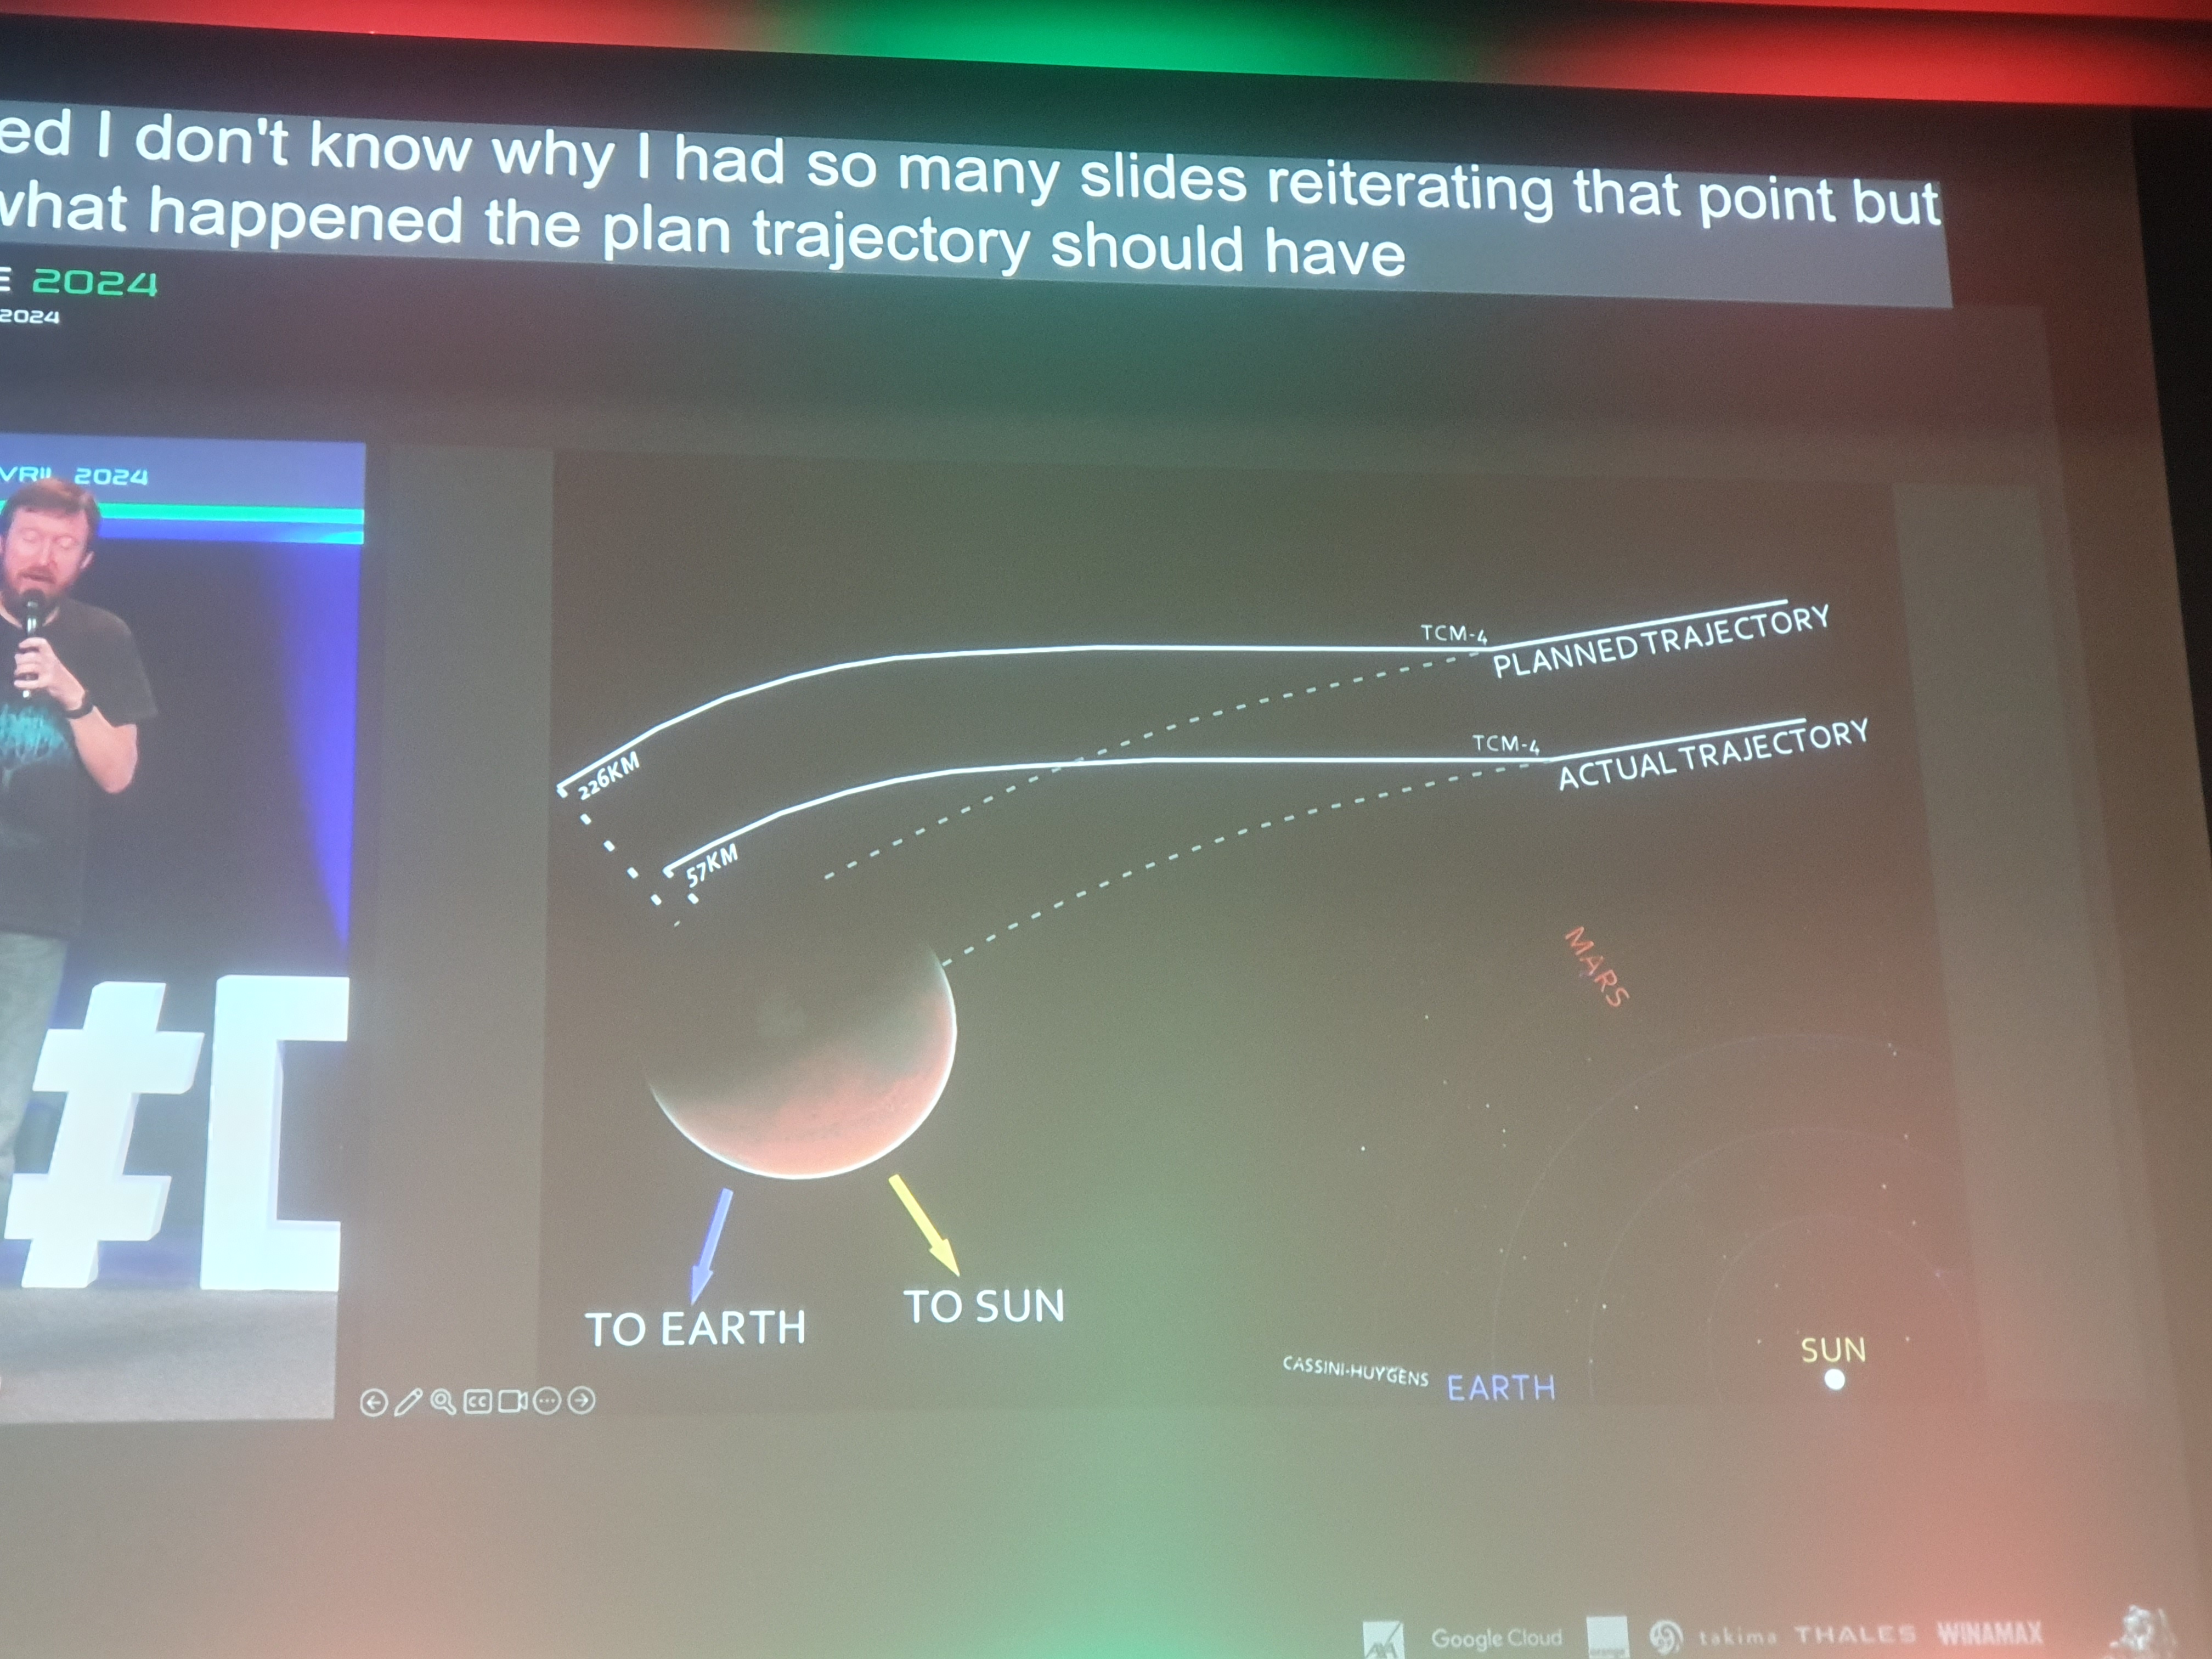 ed I don't know why I had so many slides reiterating that point but
what happened the plan trajectory should have
E 2024
2024
VRIL 2024
TCM-4
PLANNED TRAJECTORY
TCM-4
ACTUAL TRAJECTORY
226KM
57KM
MARS
TO EARTH
TO SUN
SUN
CASSINI-HUYGENS
EARTH
CC
Google Cloud
takima
THALES
WINAMAX